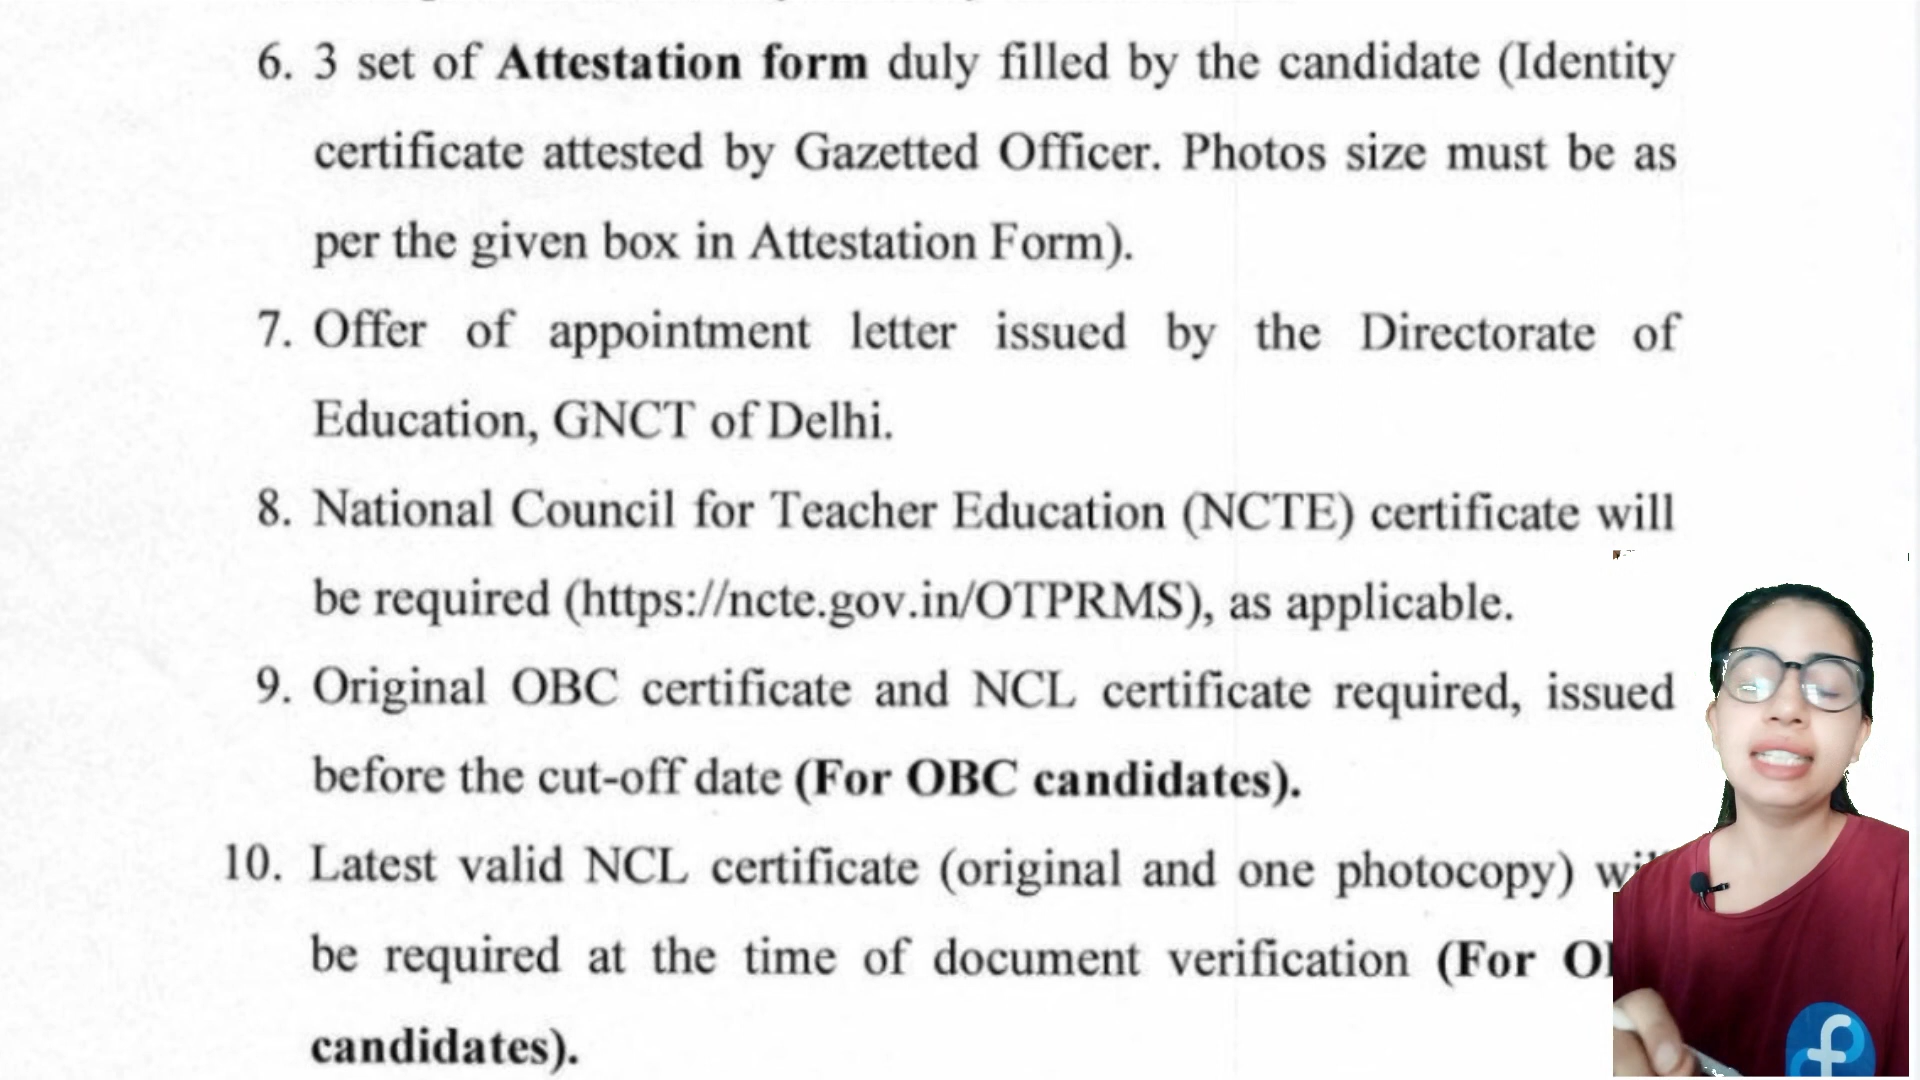 6. 3 set of Attestation form duly filled by the candidate (Identity
certificate attested by Gazetted Officer. Photos size must be as
per the given box in Attestation Form).
7. Offer of appointment letter issued by the Directorate of
Education, GNCT of Delhi.
8. National Council for Teacher Education (NCTE) certificate will
be required (https://ncte.gov.in/OTPRMS), as applicable.
9. Original OBC certificate and NCL certificate required, issued
before the cut-off date (For OBC candidates).
10. Latest valid NCL certificate (original and one photocopy)
be required at the time of document verification (For
candidates).